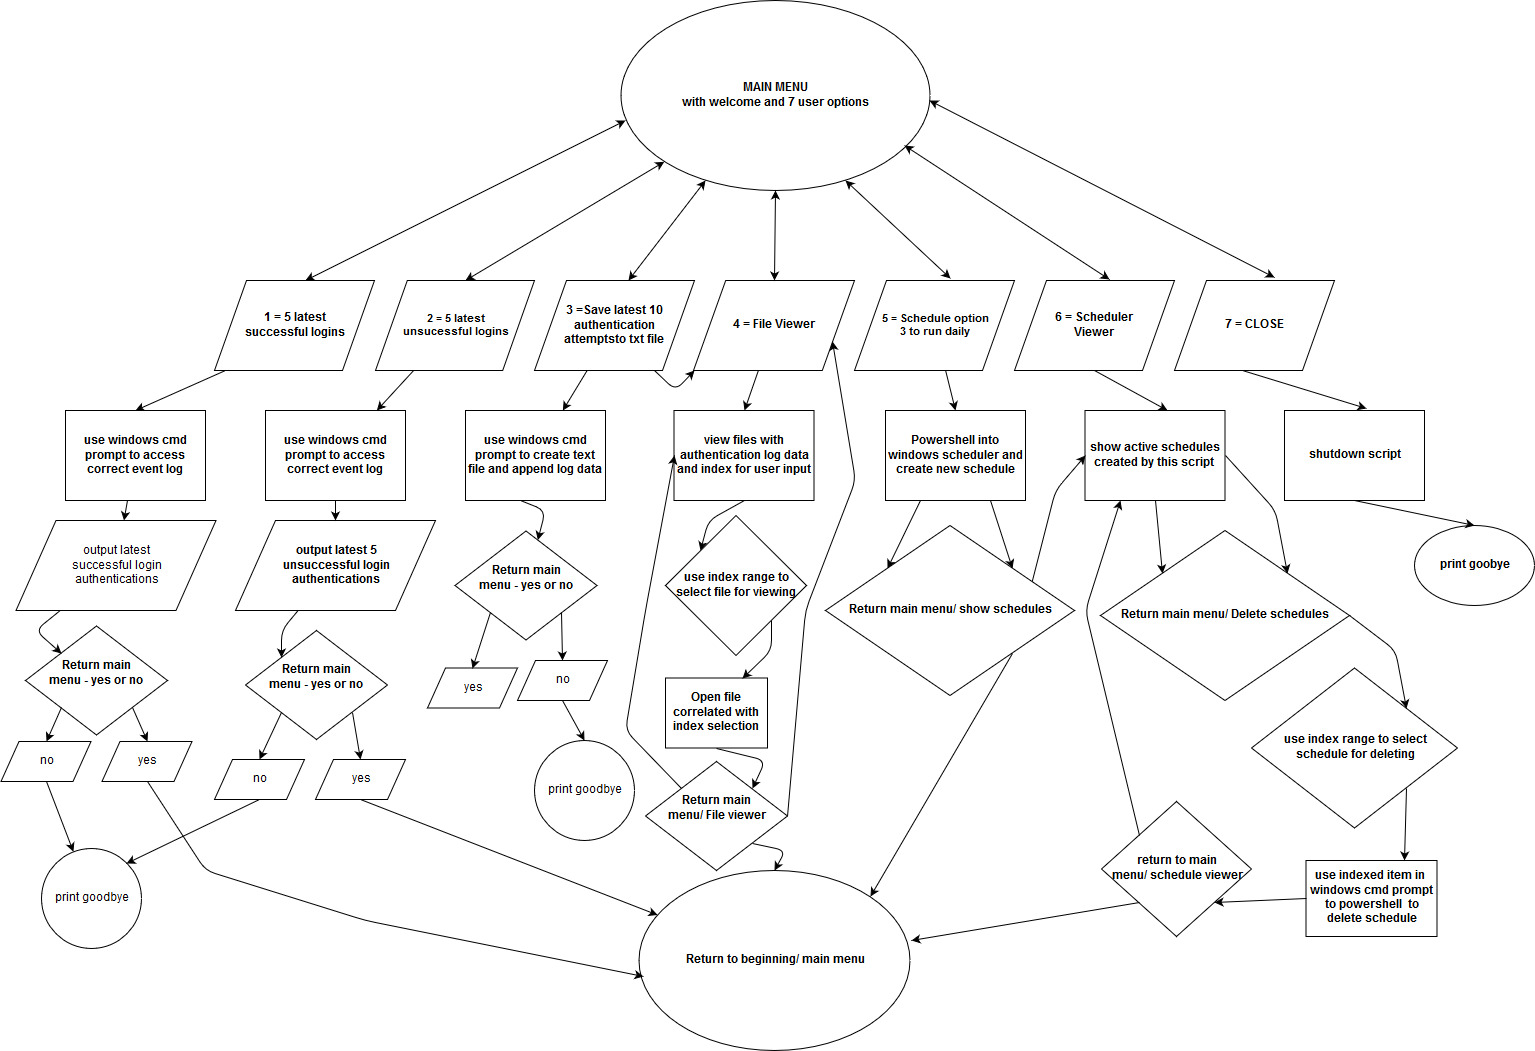 MAIN MENU
with welcome and 7 user options
1 = 5 latest
successful logins
2 = 5 latest
unsucessful logins
3 =Save latest 10
authentication
attemptsto txt file
4 = File Viewer
5 = Schedule option
3 to run daily
6 = Scheduler
Viewer
7 = CLOSE
use windows cmd
prompt to access
correct event log
use windows cmd
prompt to access
correct event log
use windows cmd
prompt to create text
file and append log data
view files with
authentication log data
and index for user input
Powershell into
windows scheduler and
create new schedule
show active schedules
created by this script
shutdown script
output latest
successful login
authentications
output latest 5
unsuccessful login
authentications
Return main
menu - yes or no
use index range to
select file for viewing
Return main menu/ show schedules
Return main menu/ Delete schedules
print goobye
Return main
menu - yes or no
Return main
menu - yes or no
yes
no
Open file
correlated with
index selection
use index range to select
schedule for deleting
no
yes
no
yes
print goodbye
Return main
menu/ File viewer
return to main
menu/ schedule viewer
use indexed item in
windows cmd prompt
to powershell to
delete schedule
print goodbye
Return to beginning/ main menu